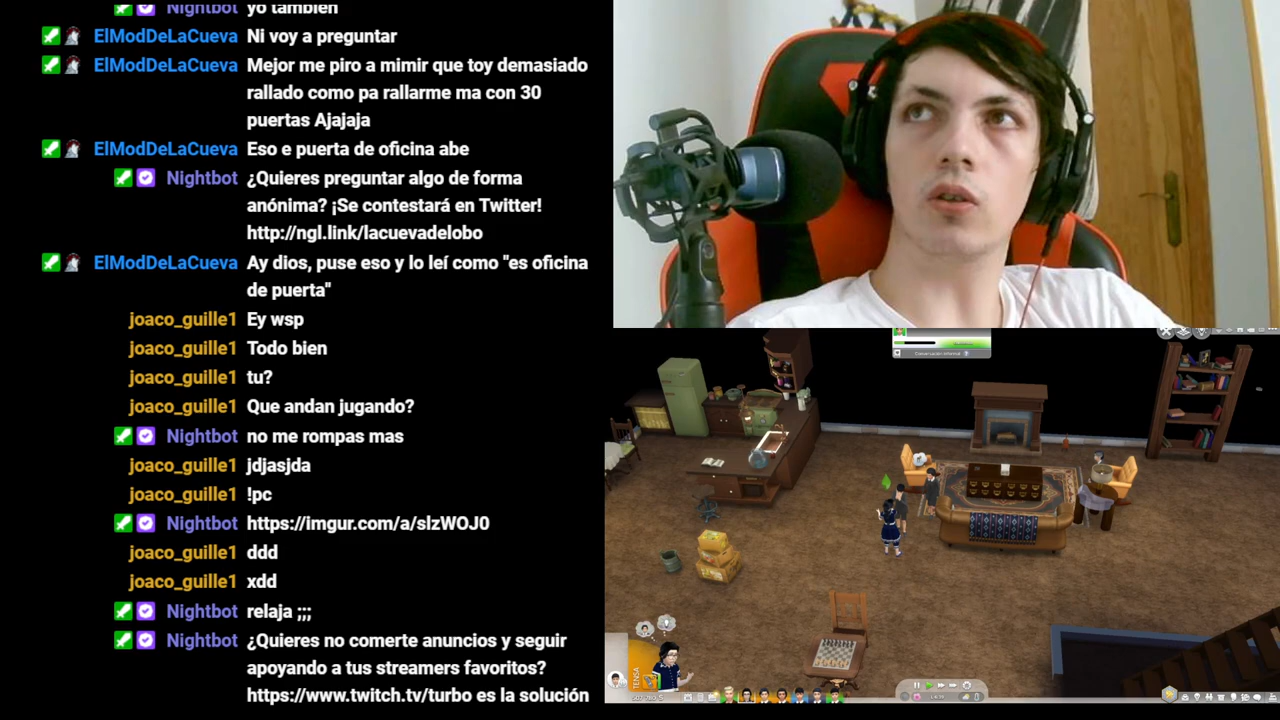 Nightbot yo también
ElModDeLaCueva Ni voy a preguntar
ElModDeLaCueva Mejor me piro a mimir que toy demasiado
rallado como pa rallarme ma con 30
puertas Ajajaja
ElModDeLaCueva Eso e puerta de oficina abe
Nightbot ¿Quieres preguntar algo de forma
anónima? ¡Se contestará en Twitter!
http://ngl.link/lacuevadelobo
ElModDeLaCueva Ay dios, puse eso y lo leí como "es oficina
de puerta"
joaco_guille1 Ey wsp
joaco_guille1 Todo bien
joaco_guille1 tu?
joaco_guille1 Que andan jugando?
Nightbot no me rompas mas
joaco_guille1 jdjasjda
joaco_guille1 !pc
Nightbot https://imgur.com/a/slzWOJ0
joaco_guille1 ddd
joaco_guille1 xdd
Nightbot relaja ;;;
Nightbot ¿Quieres no comerte anuncios y seguir
apoyando a tus streamers favoritos?
https://www.twitch.tv/turbo es la solución
Conversación informal
TENSA